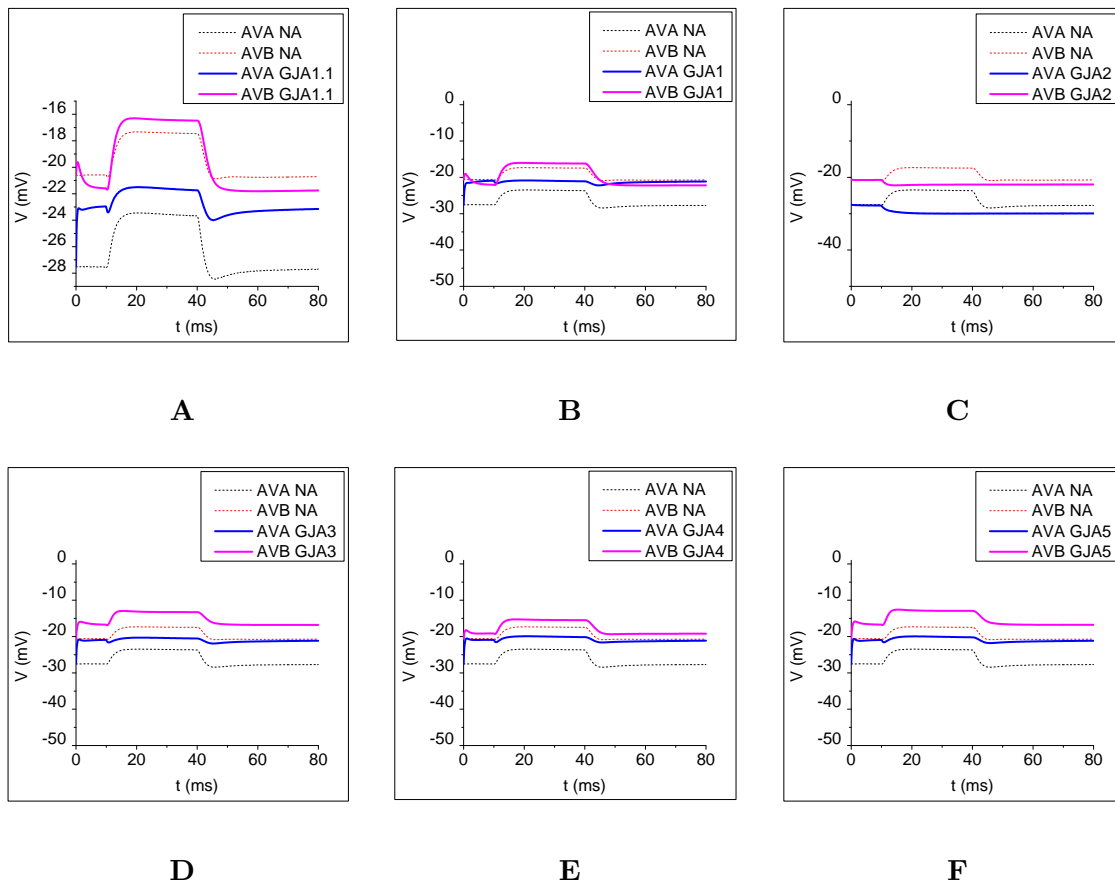 AVA NA
AVB NA
AVA GJA1.1
AVB GJA1.1
-16
-18
-20
-22
-24
-26
-28
V (mV)
0 20 40 60 80
t (ms)
A
AVA NA
AVB NA
AVA GJA1
AVB GJA1
0
-10
-20
-30
-40
-50
V (mV)
0 20 40 60 80
t (ms)
B
AVA NA
AVB NA
AVA GJA2
AVB GJA2
0
-20
-40
V (mV)
0 20 40 60 80
t (ms)
C
AVA NA
AVB NA
AVA GJA3
AVB GJA3
0
-10
-20
-30
-40
-50
V (mV)
0 20 40 60 80
t (ms)
D
AVA NA
AVB NA
AVA GJA4
AVB GJA4
0
-10
-20
-30
-40
-50
V (mV)
0 20 40 60 80
t (ms)
E
AVA NA
AVB NA
AVA GJA5
AVB GJA5
0
-10
-20
-30
-40
-50
V (mV)
0 20 40 60 80
t (ms)
F